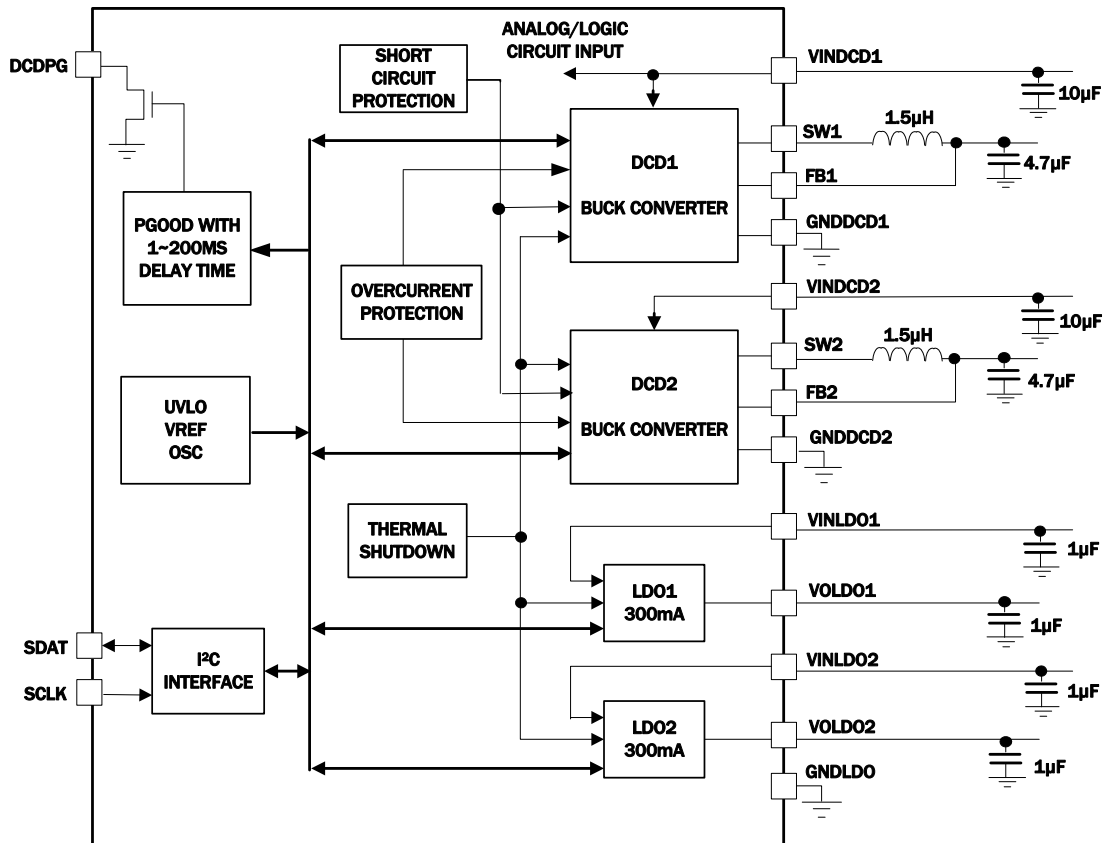 ANALOG/LOGIC
CIRCUIT INPUT
DCDPG
SHORT
CIRCUIT
PROTECTION
VINDCD1
10µF
1.5µH
SW1
4.7µF
DCD1
BUCK CONVERTER
FB1
PGOOD WITH
1~200MS
DELAY TIME
GNDDCD1
OVERCURRENT
PROTECTION
VINDCD2
10µF
1.5µH
SW2
4.7µF
DCD2
BUCK CONVERTER
FB2
UVLO
VREF
OSC
GNDDCD2
THERMAL
SHUTDOWN
VINLDO1
1µF
LDO1
300mA
VOLDO1
1µF
SDAT
SCLK
I²C
INTERFACE
VINLDO2
1µF
LDO2
300mA
VOLDO2
1µF
GNDLDO